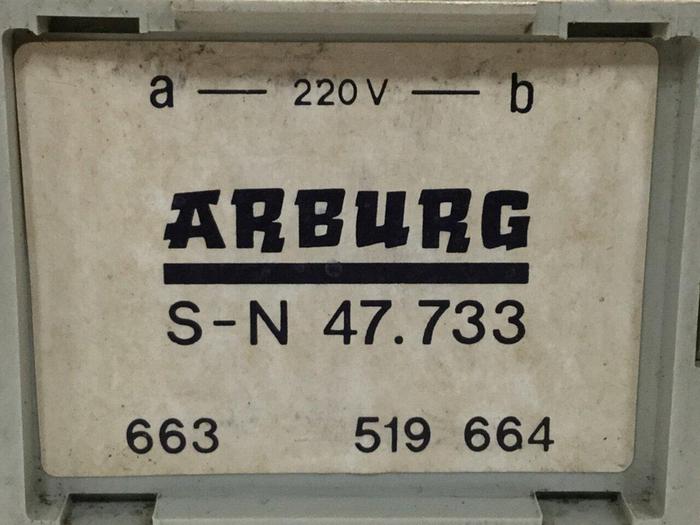 a — 220V — b
ARBURG
S-N 47.733
663 519 664